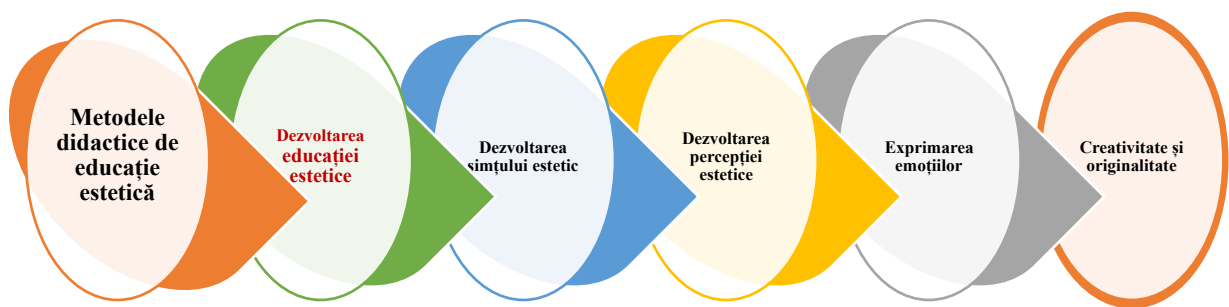 Metodele
didactice de
educație
estetică
Dezvoltarea
educației
estetice
Dezvoltarea
simțului estetic
Dezvoltarea
percepției
estetice
Exprimarea
emoțiilor
Creativitate și
originalitate